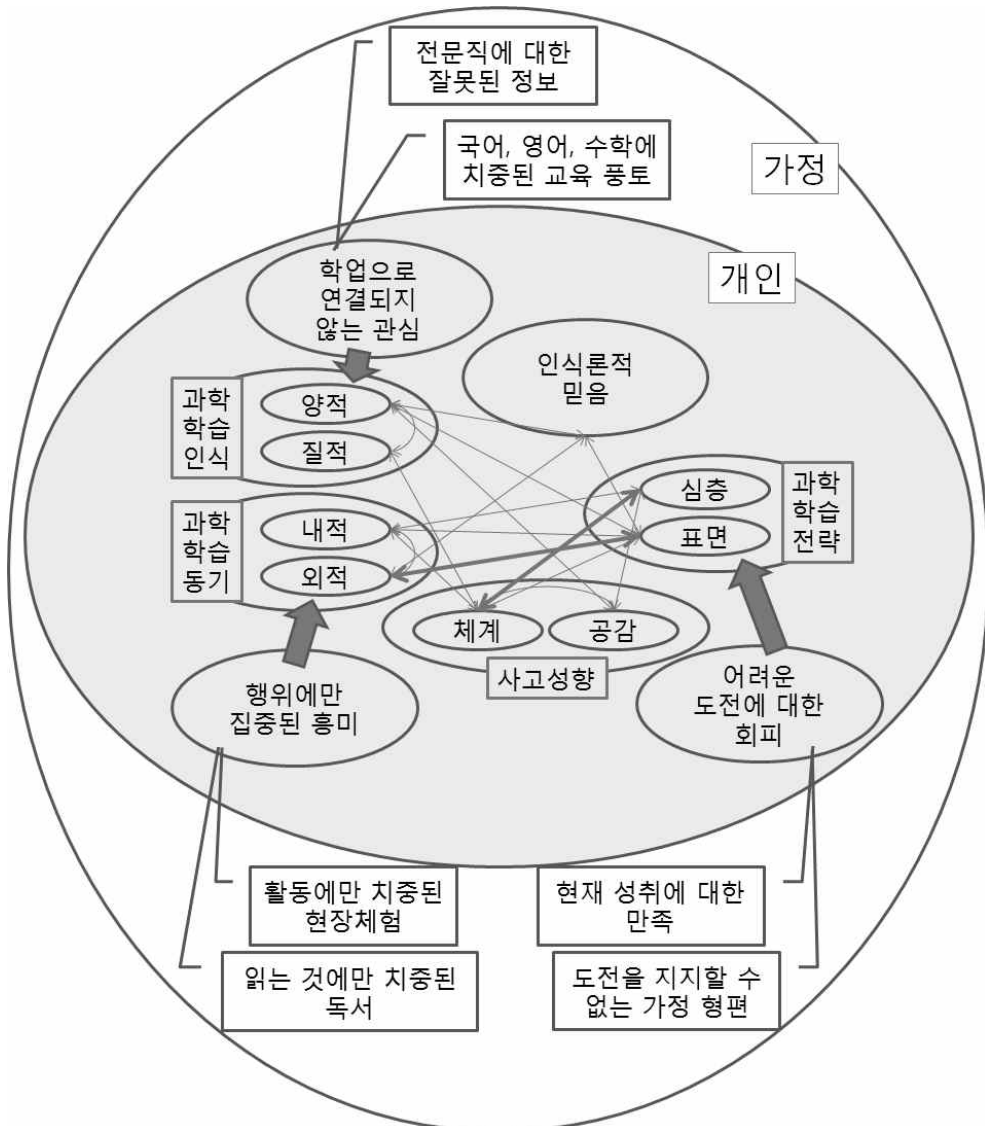 전문직에 대한
잘못된 정보
국어, 영어, 수학에
치중된 교육 풍토
가정
개인
학업으로
연결되지
않는 관심
인식론적
믿음
과학
학습
인식
양적
질적
심층
표면
과학
학습
전략
과학
학습
동기
내적
외적
체계
공감
사고성향
행위에만
집중된 흥미
어려운
도전에 대한
회피
활동에만 치중된
현장체험
현재 성취에 대한
만족
읽는 것에만 치중된
독서
도전을 지지할 수
없는 가정 형편